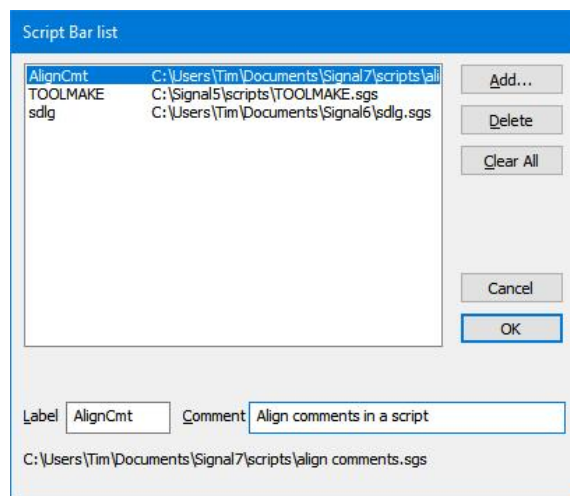 Script Bar list
AlignCmt C:\Users\Tim\Documents\Signal7\scripts\ali
TOOLMAKE C:\Signal5\scripts\TOOLMAKE.sgs
sdlg C:\Users\Tim\Documents\Signal6\sdlg.sgs
Add...
Delete
Clear All
Cancel
OK
Label AlignCmt Comment Align comments in a script
C:\Users\Tim\Documents\Signal7\scripts\align comments.sgs